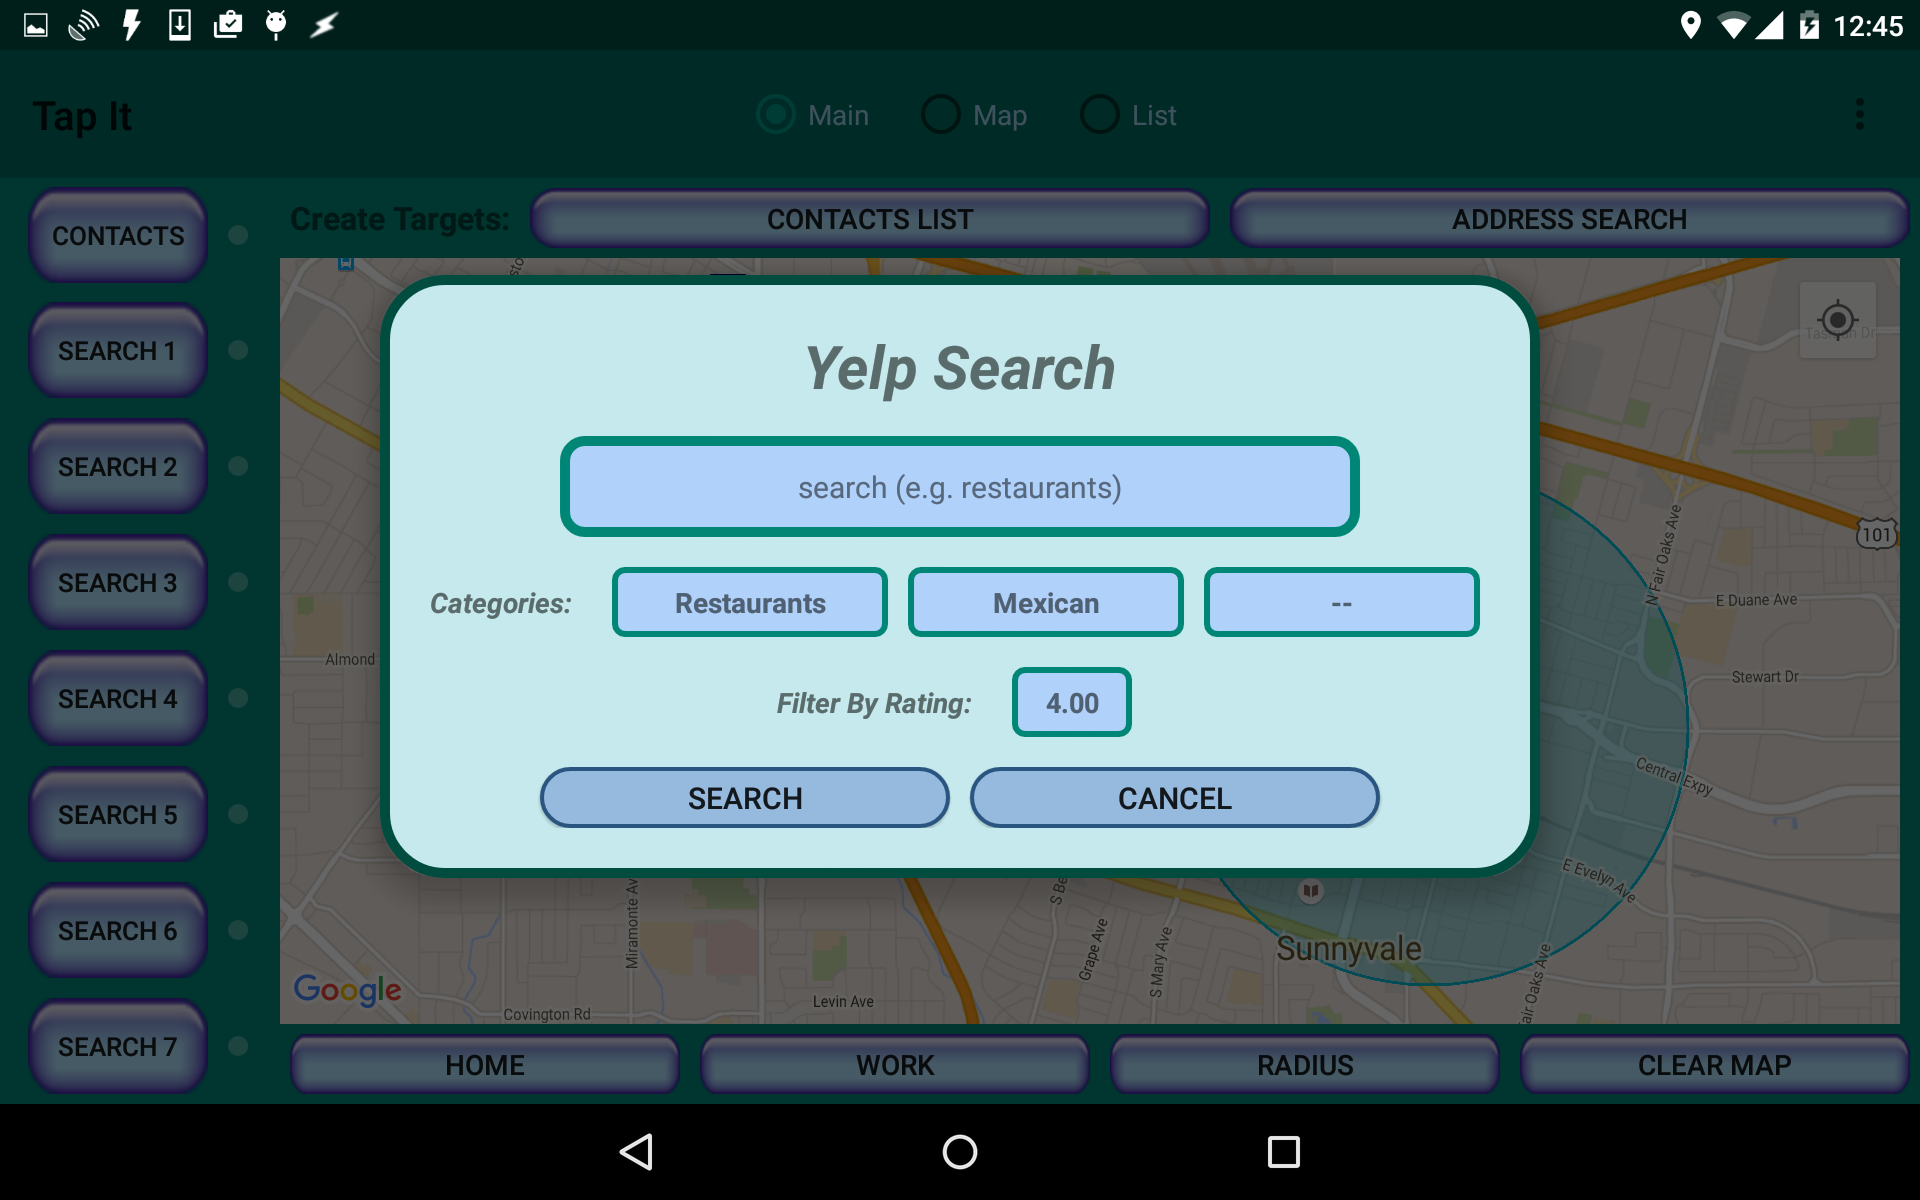 12:45
Tap It
Main
Map
List
CONTACTS
SEARCH 1
SEARCH 2
SEARCH 3
SEARCH 4
SEARCH 5
SEARCH 6
SEARCH 7
Create Targets:
CONTACTS LIST
ADDRESS SEARCH
Yelp Search
search (e.g. restaurants)
Categories:
Restaurants
Mexican
--
Filter By Rating:
4.00
SEARCH
CANCEL
Tasman Dr
101
N Fair Oaks Ave
E Duane Ave
Stewart Dr
Central Expy
E Evelyn Ave
Almond
Miramonte Av
S Be
Grape Ave
S Mary Ave
Sunnyvale
air Oaks Ave
Google
Levin Ave
Covington Rd
HOME
WORK
RADIUS
CLEAR MAP